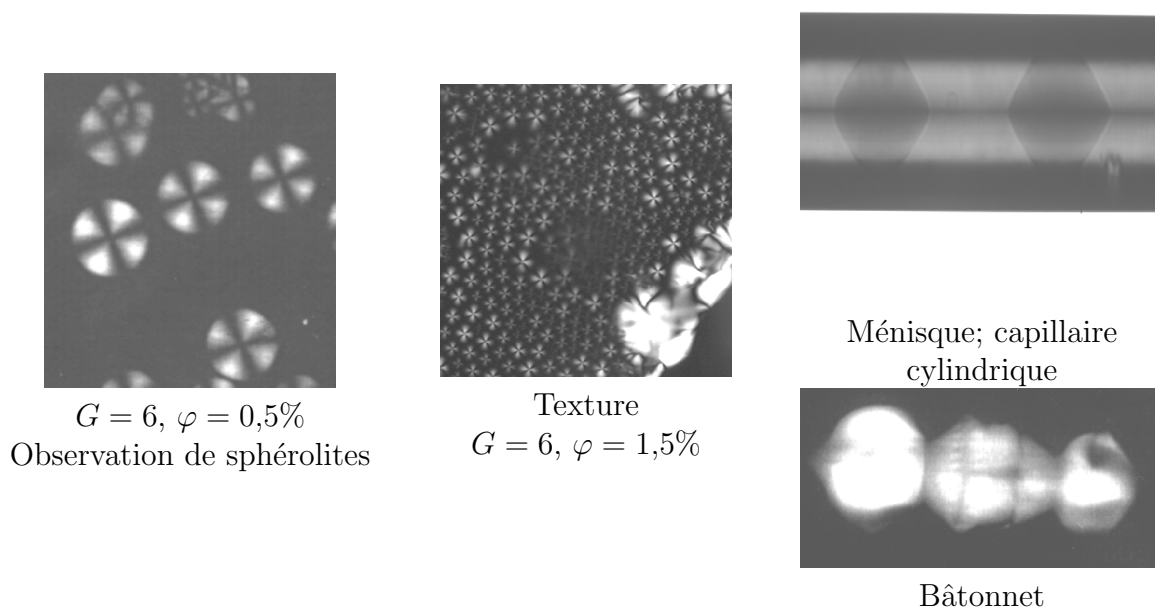 G = 6, φ = 0,5%
Observation de sphérolites
Texture
G = 6, φ = 1,5%
Ménisque; capillaire
cylindrique
Bâtonnet